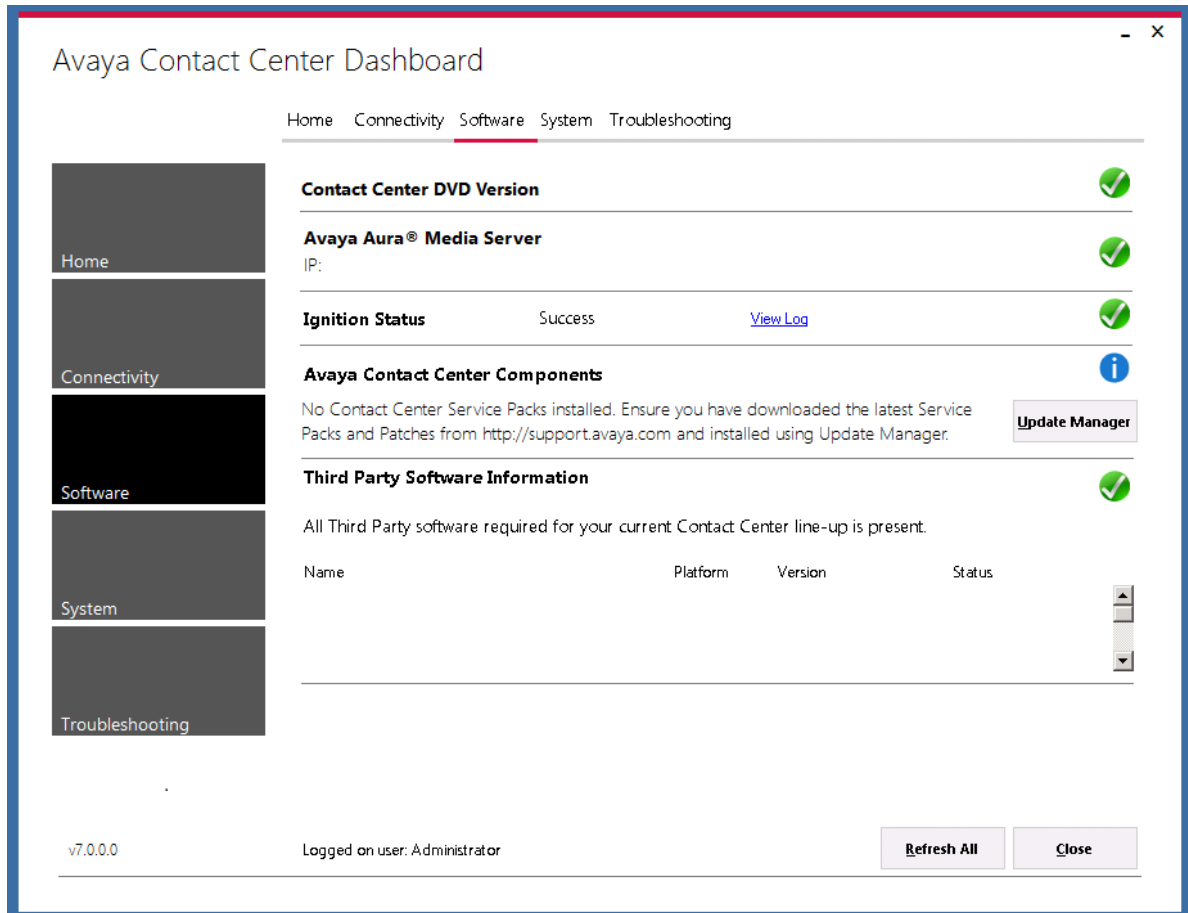 Avaya Contact Center Dashboard
Home Connectivity Software System Troubleshooting
Home
Connectivity
Software
System
Troubleshooting
Contact Center DVD Version
Avaya Aura® Media Server
IP:
Ignition Status Success View Log
Avaya Contact Center Components
No Contact Center Service Packs installed. Ensure you have downloaded the latest Service
Packs and Patches from http://support.avaya.com and installed using Update Manager.
Update Manager
Third Party Software Information
All Third Party software required for your current Contact Center line-up is present.
Name Platform Version Status
v7.0.0.0 Logged on user: Administrator Refresh All Close